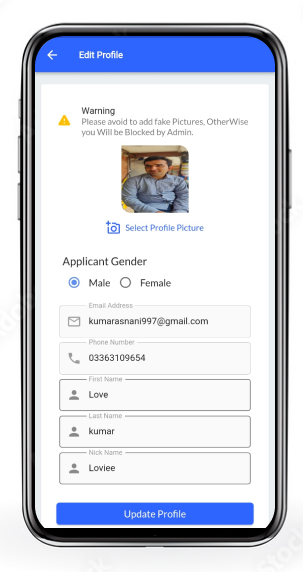 Edit Profile
Warning
Please avoid to add fake Pictures, OtherWise
you Will be Blocked by Admin.
Select Profile Picture
Applicant Gender
Male Female
Email Address
kumarasnani997@gmail.com
Phone Number
03363109654
First Name
Love
Last Name
kumar
Nick Name
Loviee
Update Profile